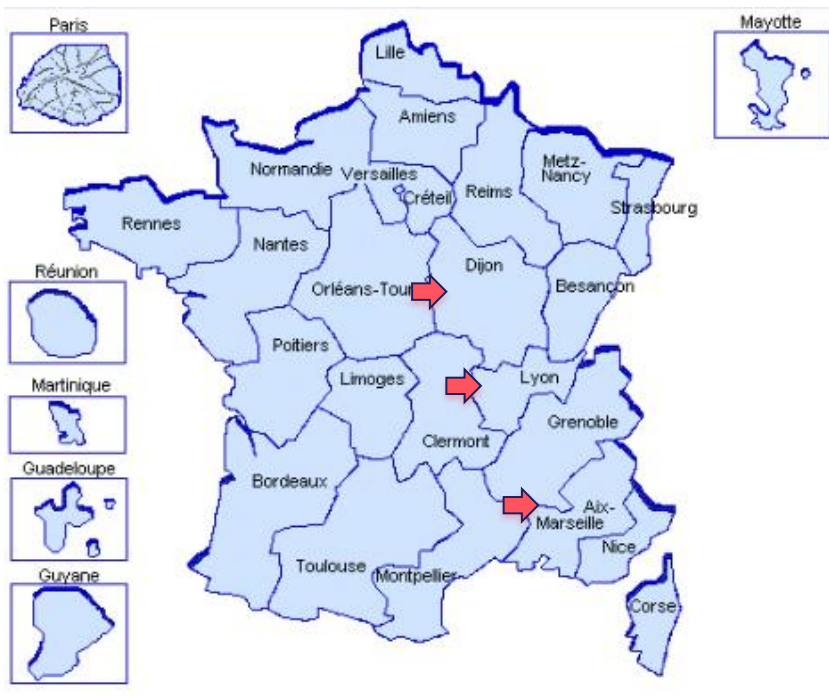 Paris
Mayotte
Lille
Amiens
Normandie
Versailles
Créteil
Reims
Metz-
Nancy
Strasbourg
Rennes
Nantes
Orléans-Tour
Dijon
Besançon
Réunion
Poitiers
Limoges
Lyon
Martinique
Clermont
Grenoble
Guadeloupe
Bordeaux
Aix-
Marseille
Nice
Toulouse
Montpellier
Guyane
Corse